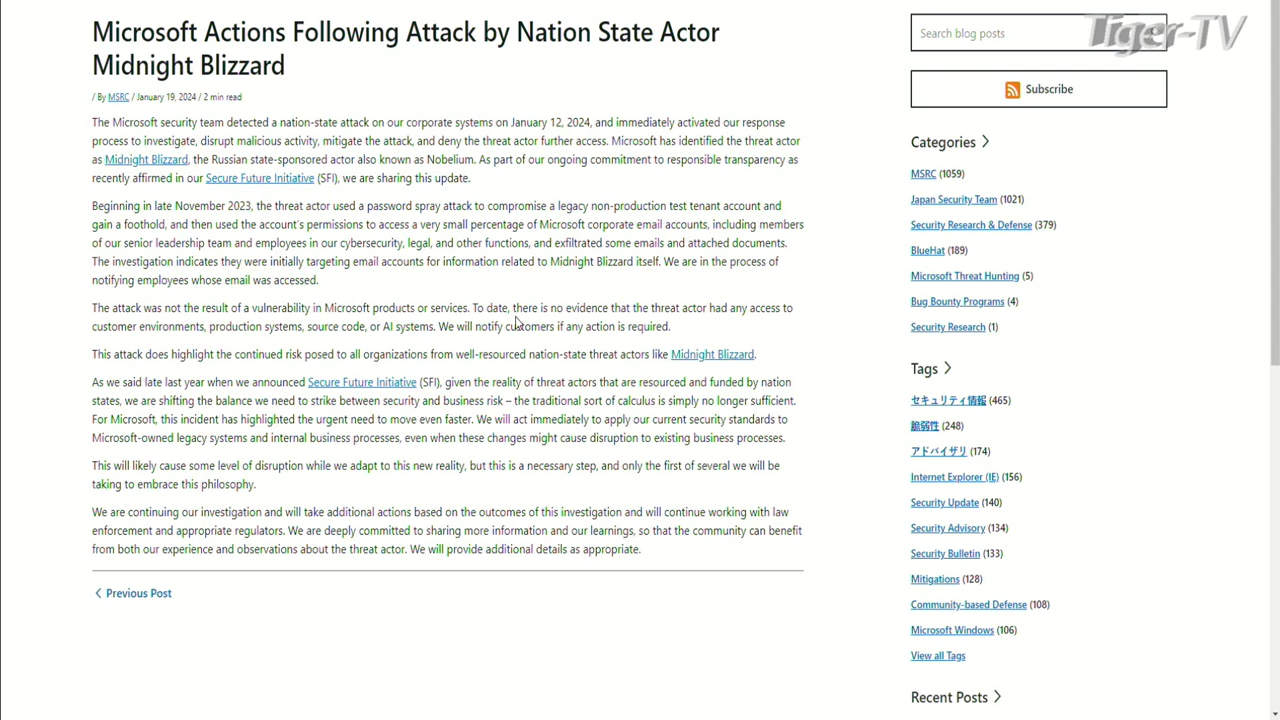 Microsoft Actions Following Attack by Nation State Actor
Midnight Blizzard
/ By MSRC / January 19, 2024 / 2 min read
The Microsoft security team detected a nation-state attack on our corporate systems on January 12, 2024, and immediately activated our response
process to investigate, disrupt malicious activity, mitigate the attack, and deny the threat actor further access. Microsoft has identified the threat actor
as Midnight Blizzard, the Russian state-sponsored actor also known as Nobelium. As part of our ongoing commitment to responsible transparency as
recently affirmed in our Secure Future Initiative (SFI), we are sharing this update.
Beginning in late November 2023, the threat actor used a password spray attack to compromise a legacy non-production test tenant account and
gain a foothold, and then used the account's permissions to access a very small percentage of Microsoft corporate email accounts, including members
of our senior leadership team and employees in our cybersecurity, legal, and other functions, and exfiltrated some emails and attached documents.
The investigation indicates they were initially targeting email accounts for information related to Midnight Blizzard itself. We are in the process of
notifying employees whose email was accessed.
The attack was not the result of a vulnerability in Microsoft products or services. To date, there is no evidence that the threat actor had any access to
customer environments, production systems, source code, or AI systems. We will notify customers if any action is required.
This attack does highlight the continued risk posed to all organizations from well-resourced nation-state threat actors like Midnight Blizzard.
As we said late last year when we announced Secure Future Initiative (SFI), given the reality of threat actors that are resourced and funded by nation
states, we are shifting the balance we need to strike between security and business risk – the traditional sort of calculus is simply no longer sufficient.
For Microsoft, this incident has highlighted the urgent need to move even faster. We will act immediately to apply our current security standards to
Microsoft-owned legacy systems and internal business processes, even when these changes might cause disruption to existing business processes.
This will likely cause some level of disruption while we adapt to this new reality, but this is a necessary step, and only the first of several we will be
taking to embrace this philosophy.
We are continuing our investigation and will take additional actions based on the outcomes of this investigation and will continue working with law
enforcement and appropriate regulators. We are deeply committed to sharing more information and our learnings, so that the community can benefit
from both our experience and observations about the threat actor. We will provide additional details as appropriate.
Previous Post
Search blog posts
Tiger-TV
Subscribe
Categories
MSRC (1059)
Japan Security Team (1021)
Security Research & Defense (379)
BlueHat (189)
Microsoft Threat Hunting (5)
Bug Bounty Programs (4)
Security Research (1)
Tags
セキュリティ情報 (465)
脆弱性 (248)
アドバイザリ (174)
Internet Explorer (IE) (156)
Security Update (140)
Security Advisory (134)
Security Bulletin (133)
Mitigations (128)
Community-based Defense (108)
Microsoft Windows (106)
View all Tags
Recent Posts